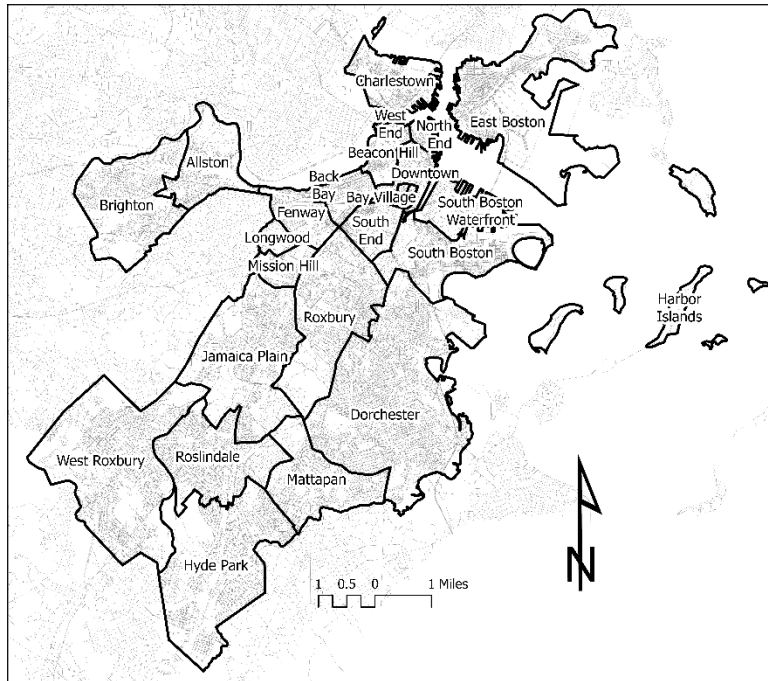 Charlestown
West
End
North
End
East Boston
Beacon Hill
Allston
Downtown
Back
Bay
Bay Village
Brighton
Fenway
South Boston
Waterfront
South
End
Longwood
South Boston
Mission Hill
Harbor
Islands
Roxbury
Jamaica Plain
Dorchester
West Roxbury
Roslindale
Mattapan
Hyde Park
N
1 0.5 0 1 Miles